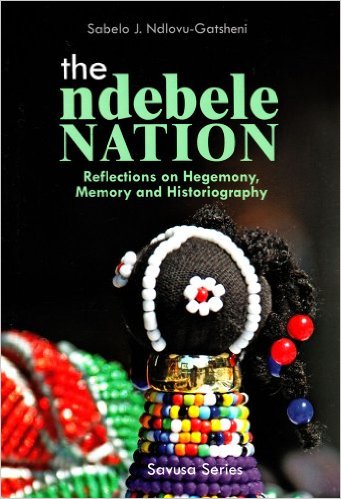 Sabelo J. Ndlovu-Gatsheni
the
ndebele
NATION
Reflections on Hegemony,
Memory and Historiography
Savusa Series